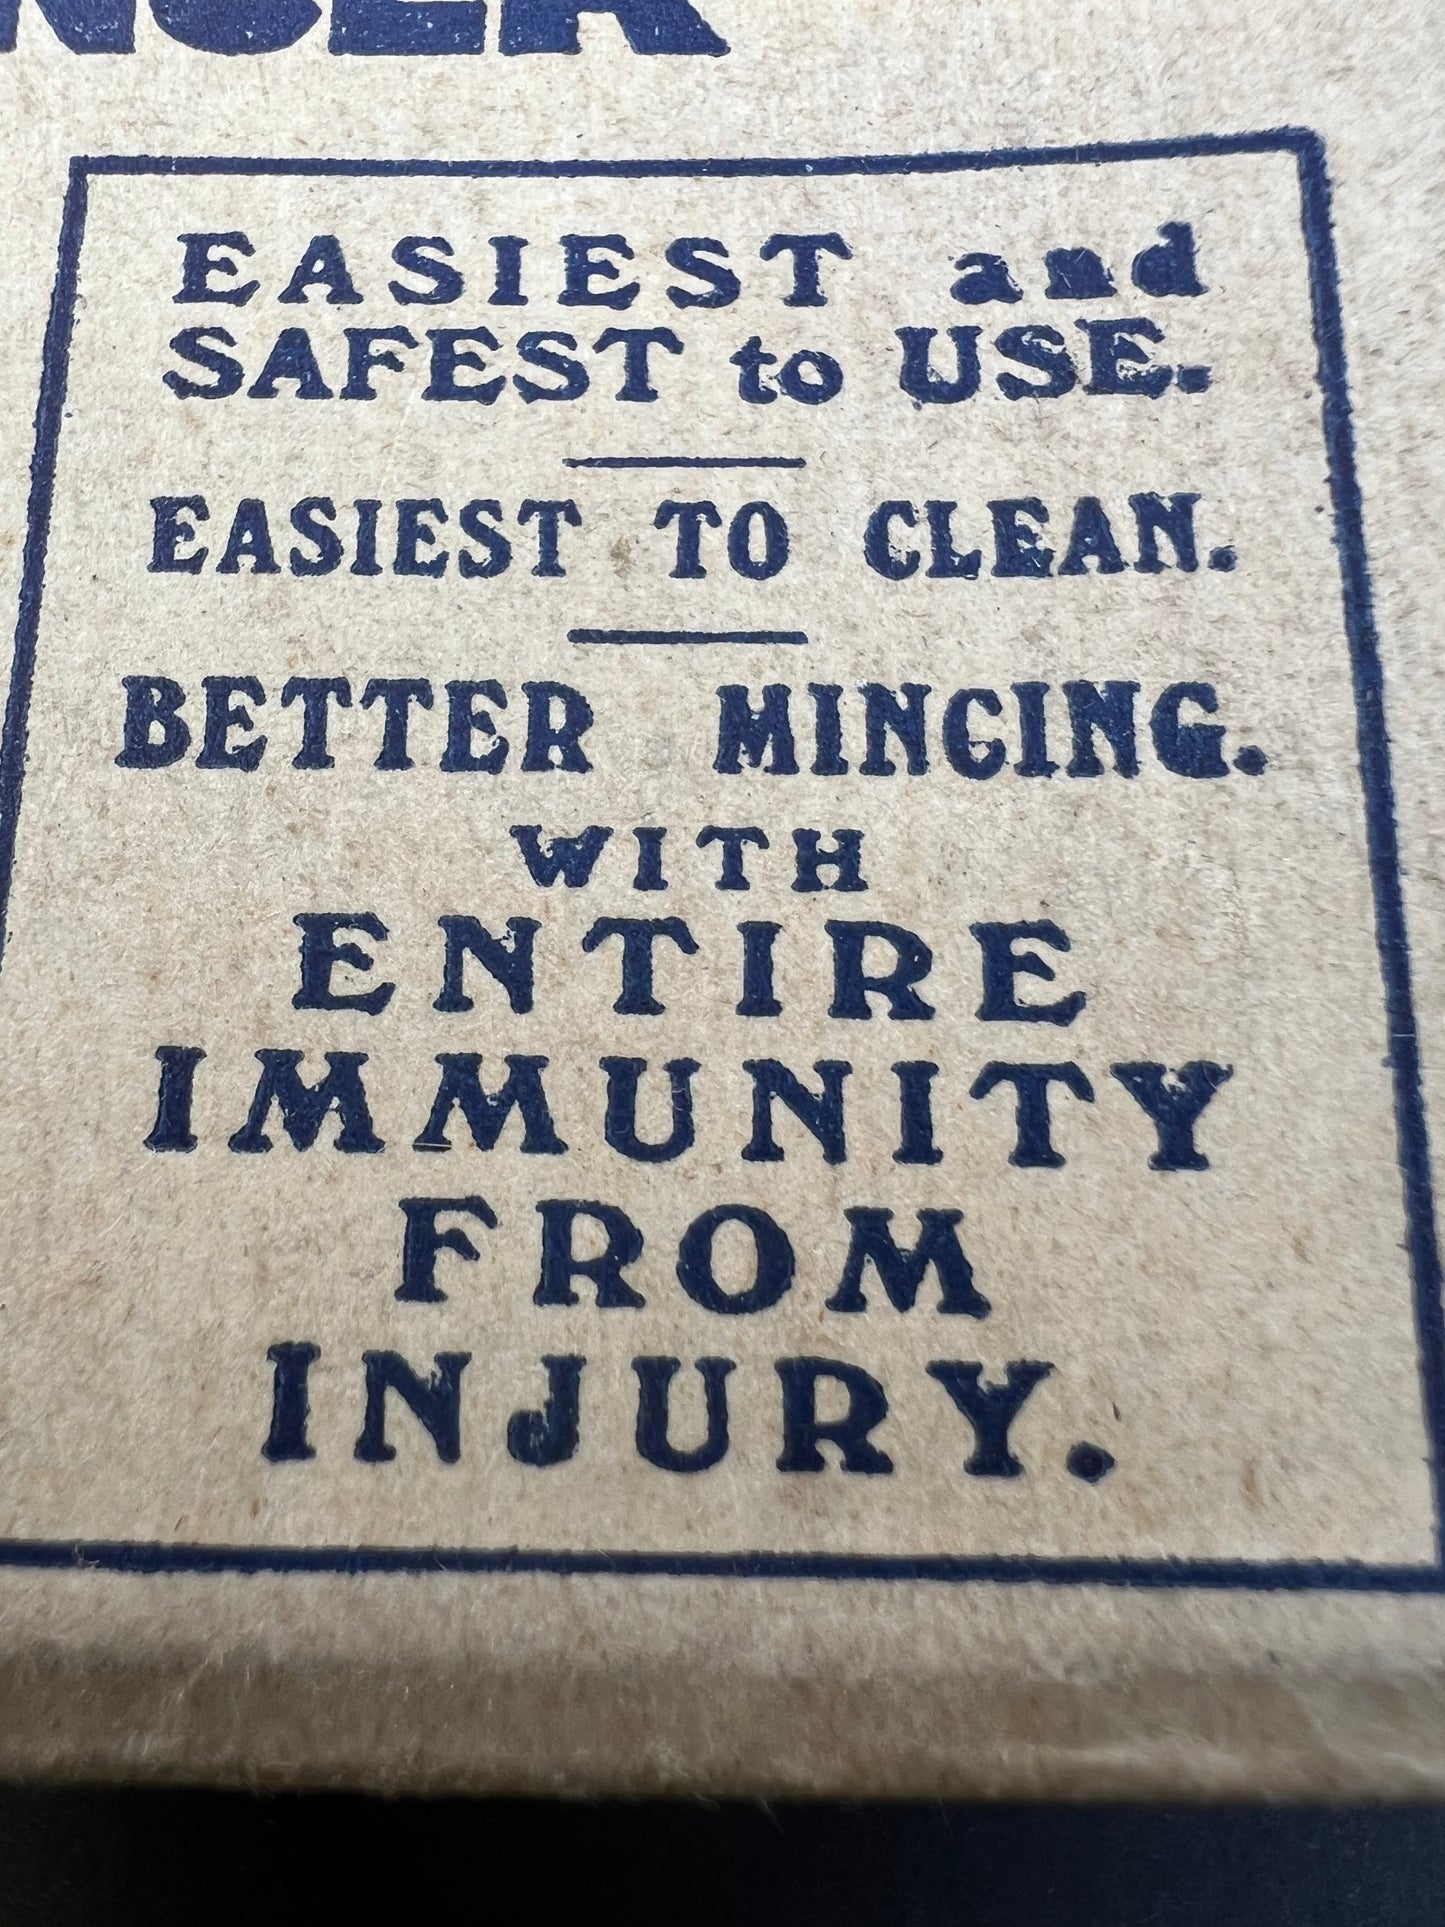 EASIEST and
SAFEST to USE.
EASIEST TO CLEAN.
BETTER MINCING.
WITH
ENTIRE
IMMUNITY
FROM
INJURY.